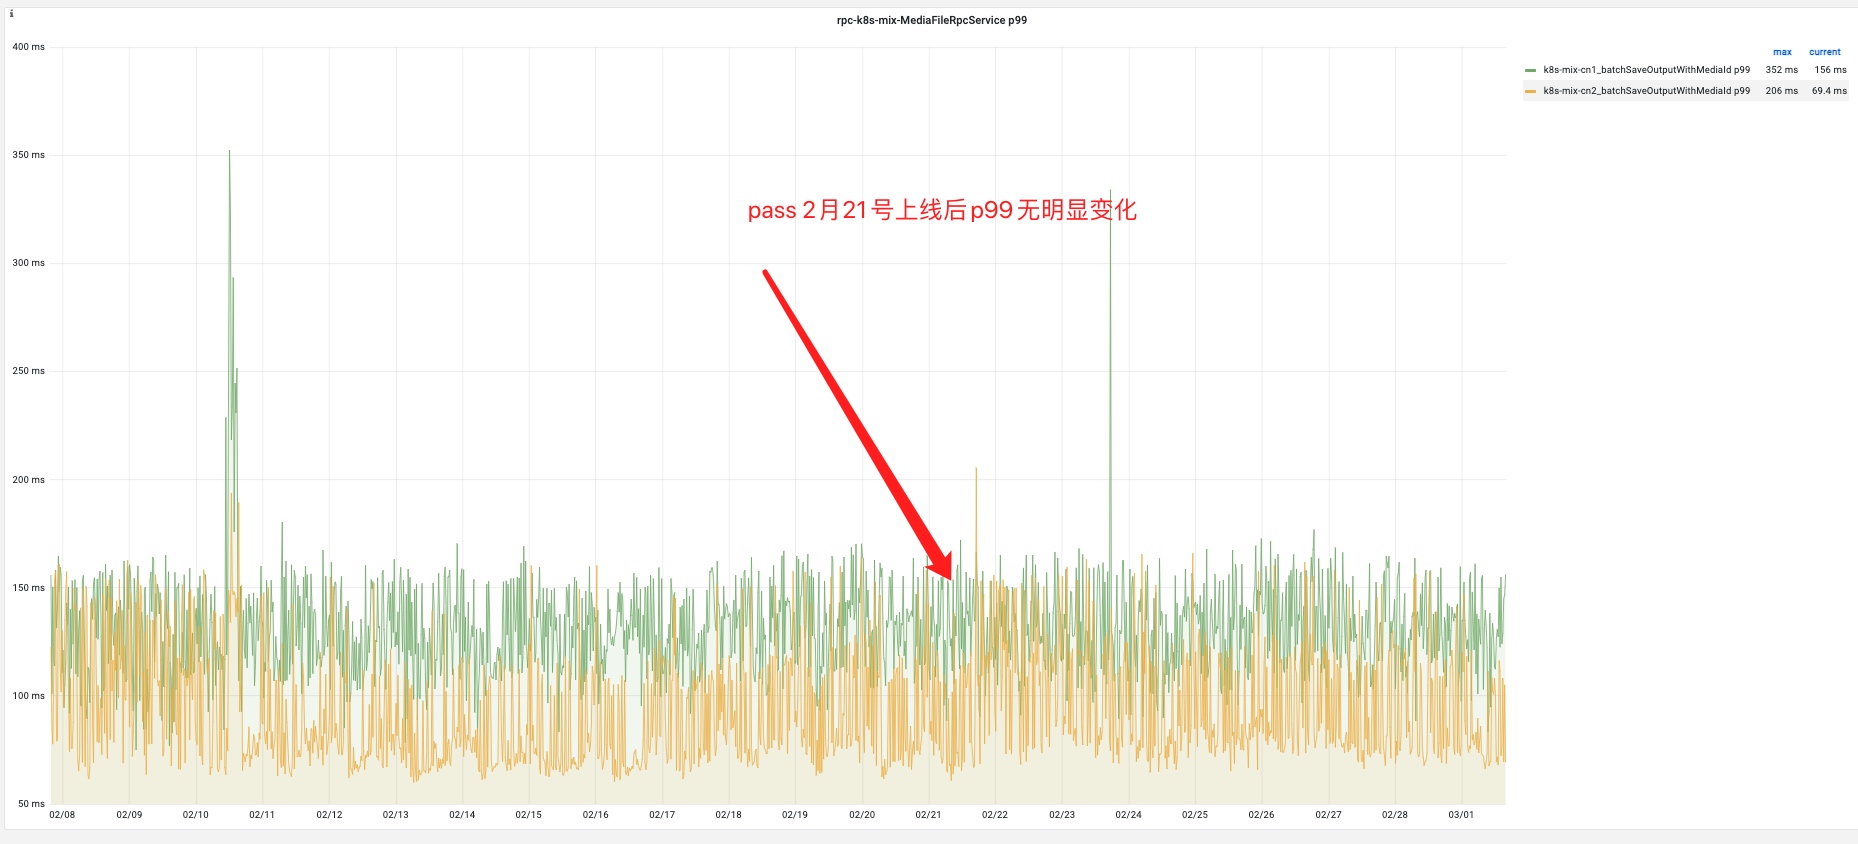 i
rpc-k8s-mix-MediaFileRpcService p99
max current
k8s-mix-cn1_batchSaveOutputWithMediaId p99 352 ms 156 ms
k8s-mix-cn2_batchSaveOutputWithMediaId p99 206 ms 69.4 ms
400 ms
350 ms
pass 2月21号上线后p99无明显变化
300 ms
250 ms
200 ms
150 ms
100 ms
50 ms
02/08 02/09 02/10 02/11 02/12 02/13 02/14 02/15 02/16 02/17 02/18 02/19 02/20 02/21 02/22 02/23 02/24 02/25 02/26 02/27 02/28 03/01